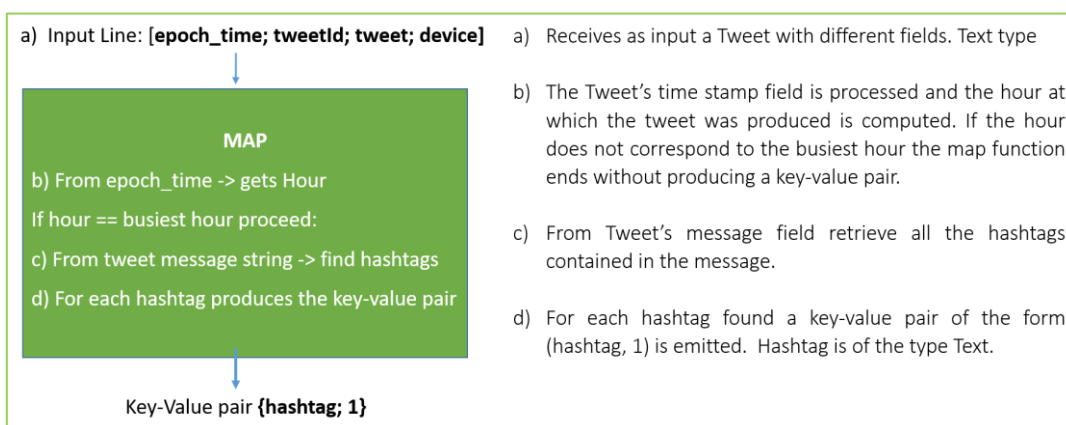 a) Input Line: [epoch_time; tweetId; tweet; device]
MAP
b) From epoch_time -> gets Hour
If hour == busiest hour proceed:
c) From tweet message string -> find hashtags
d) For each hashtag produces the key-value pair
Key-Value pair {hashtag; 1}
a) Receives as input a Tweet with different fields. Text type
b) The Tweet’s time stamp field is processed and the hour at
which the tweet was produced is computed. If the hour
does not correspond to the busiest hour the map function
ends without producing a key-value pair.
c) From Tweet’s message field retrieve all the hashtags
contained in the message.
d) For each hashtag found a key-value pair of the form
(hashtag, 1) is emitted. Hashtag is of the type Text.